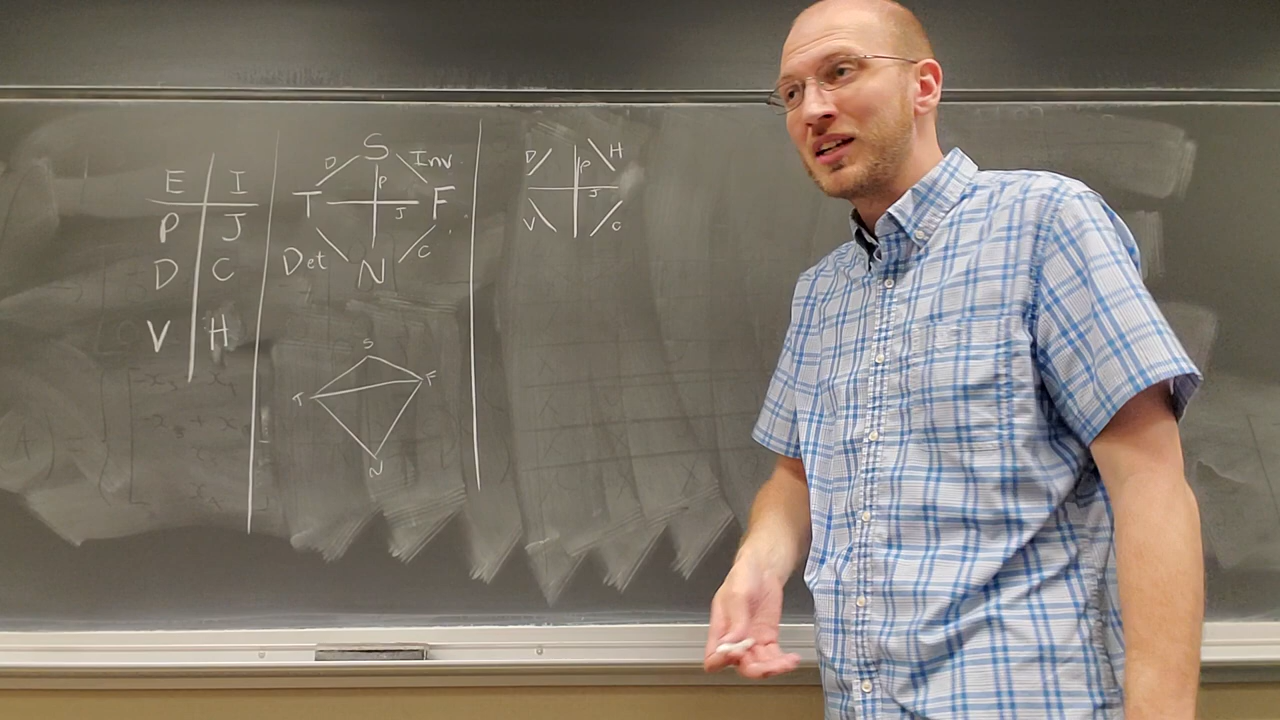 E I
P J
D C
V H
S
D Inv.
P
T J F
Det N C
S
T F
N
D P H
J
V C